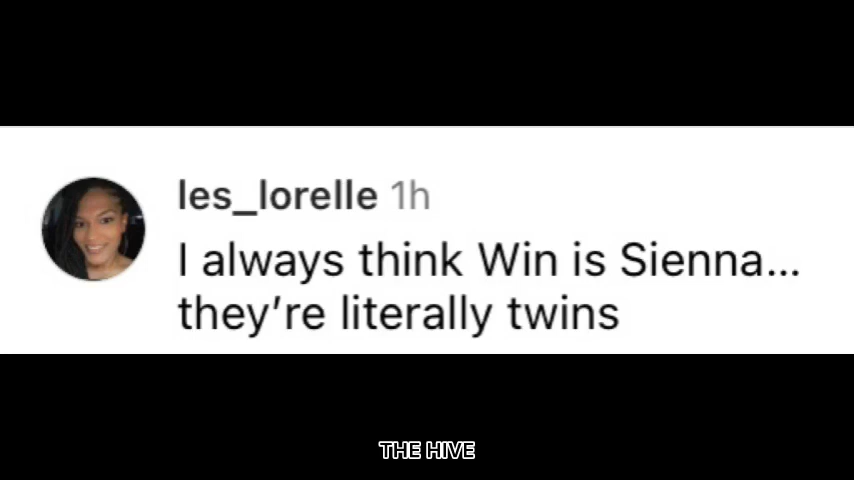 les_lorelle 1h
I always think Win is Sienna...
they're literally twins
THE HIVE